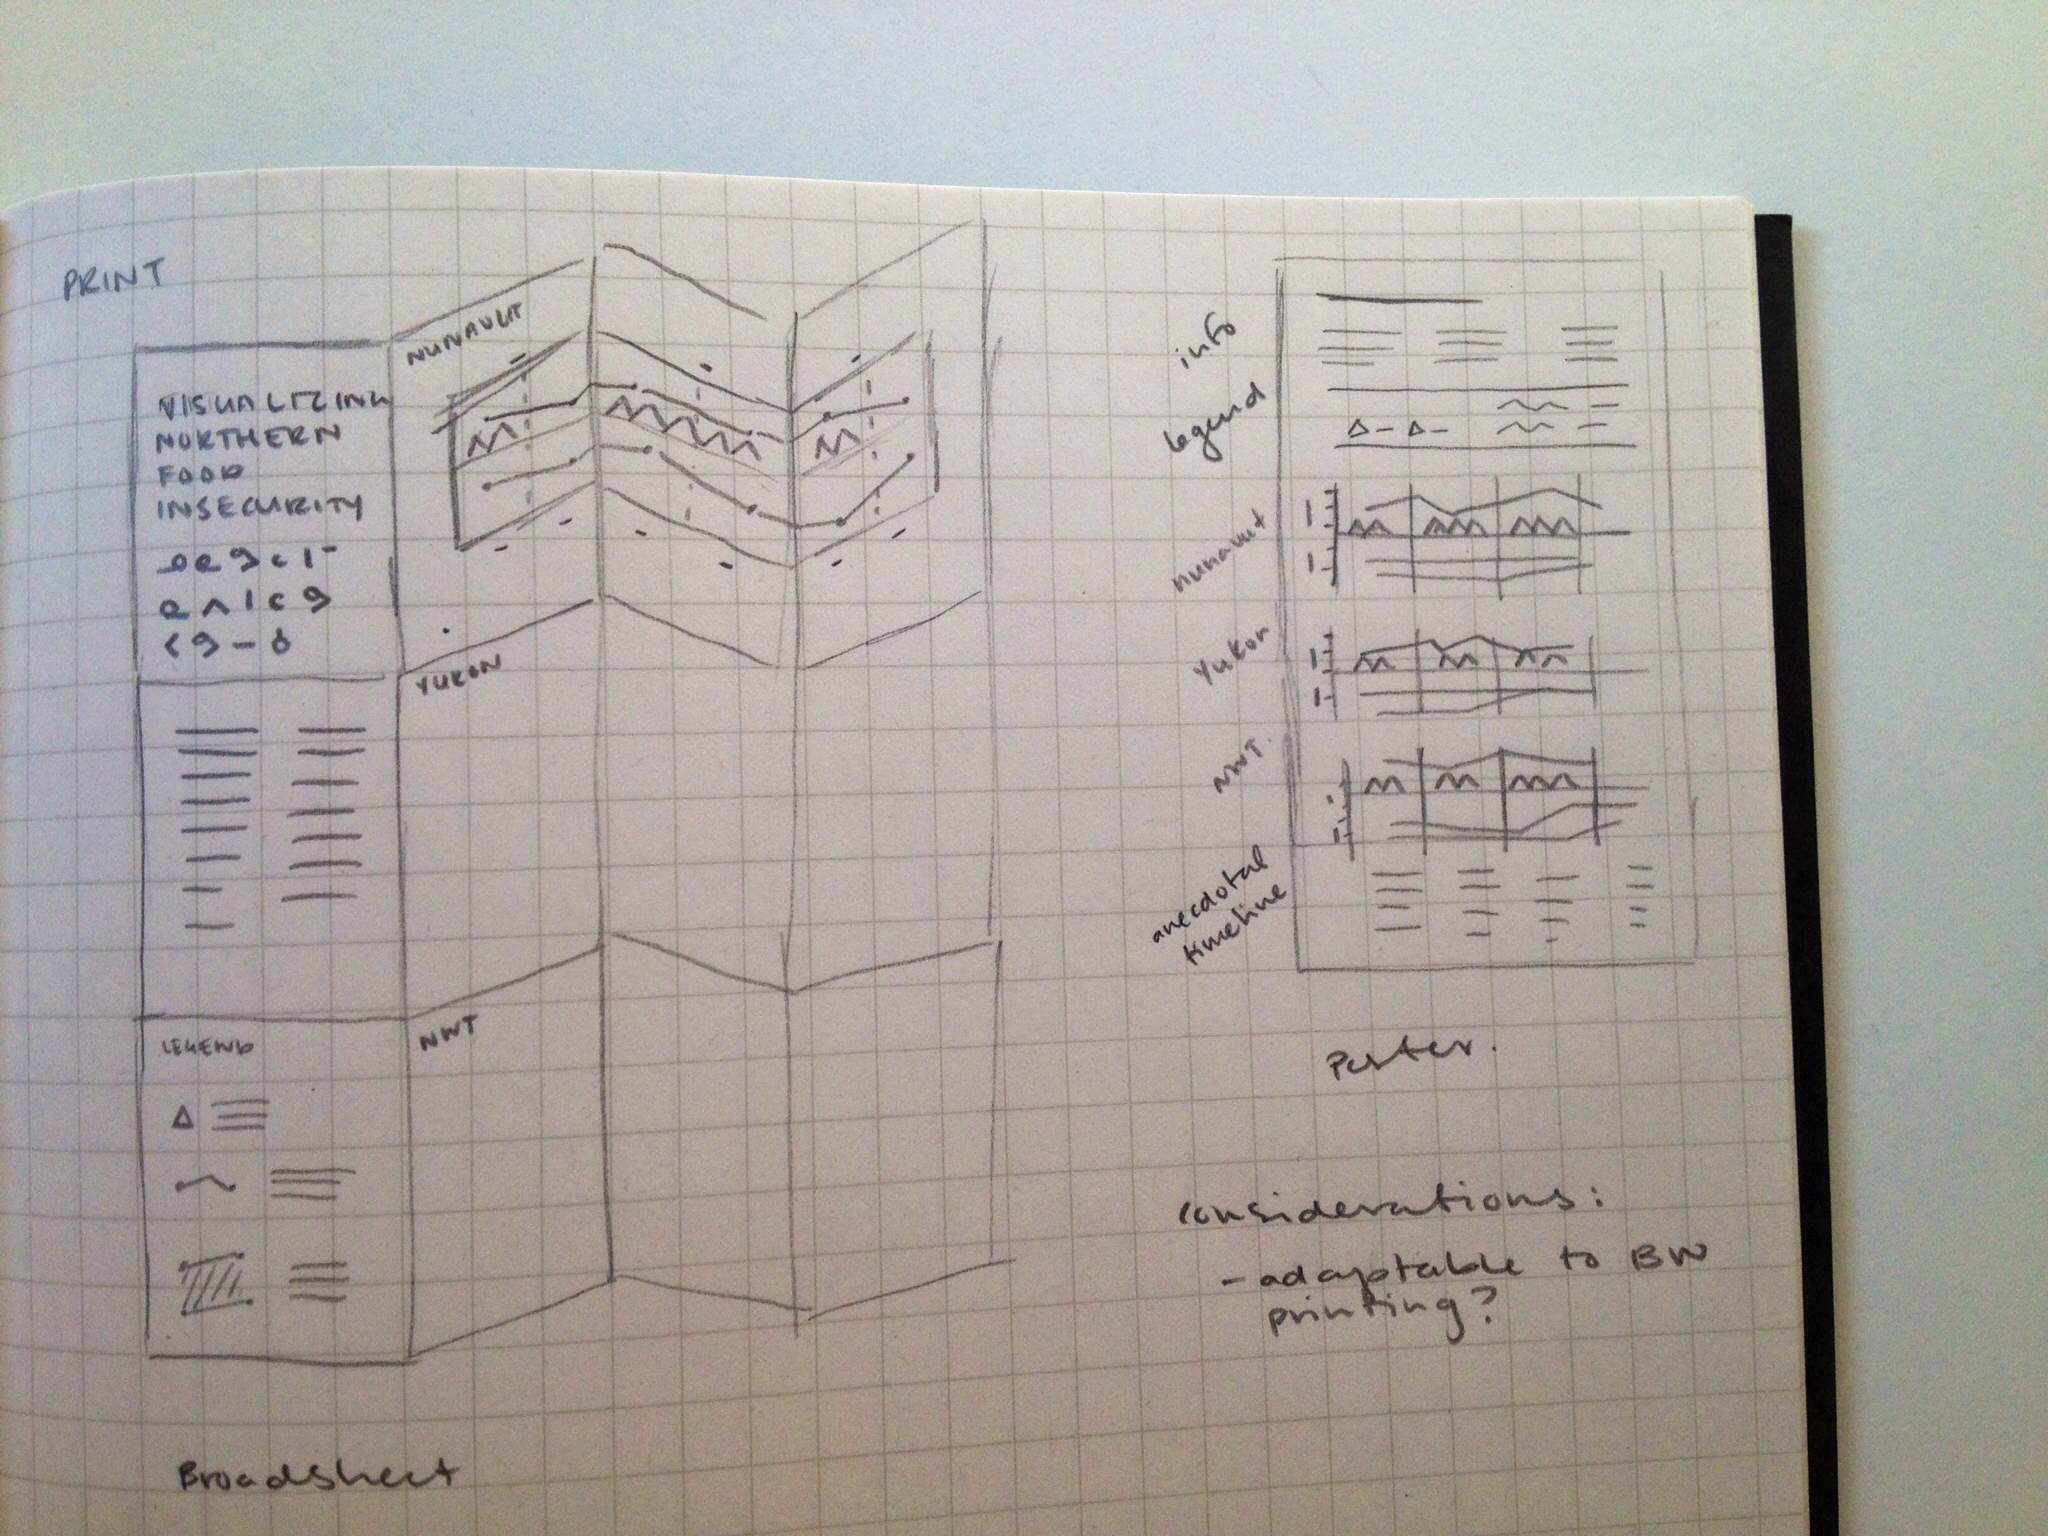 PRINT
VISUALIZING
NORTHERN
FOOD
INSECURITY
NUNAVUT
YUKON
LEGEND
NWT
Broadsheet
info
legend
nunavut
Yukon
NWT.
anecdotal
timeline
Poster.
considerations:
- adaptable to BW
printing?